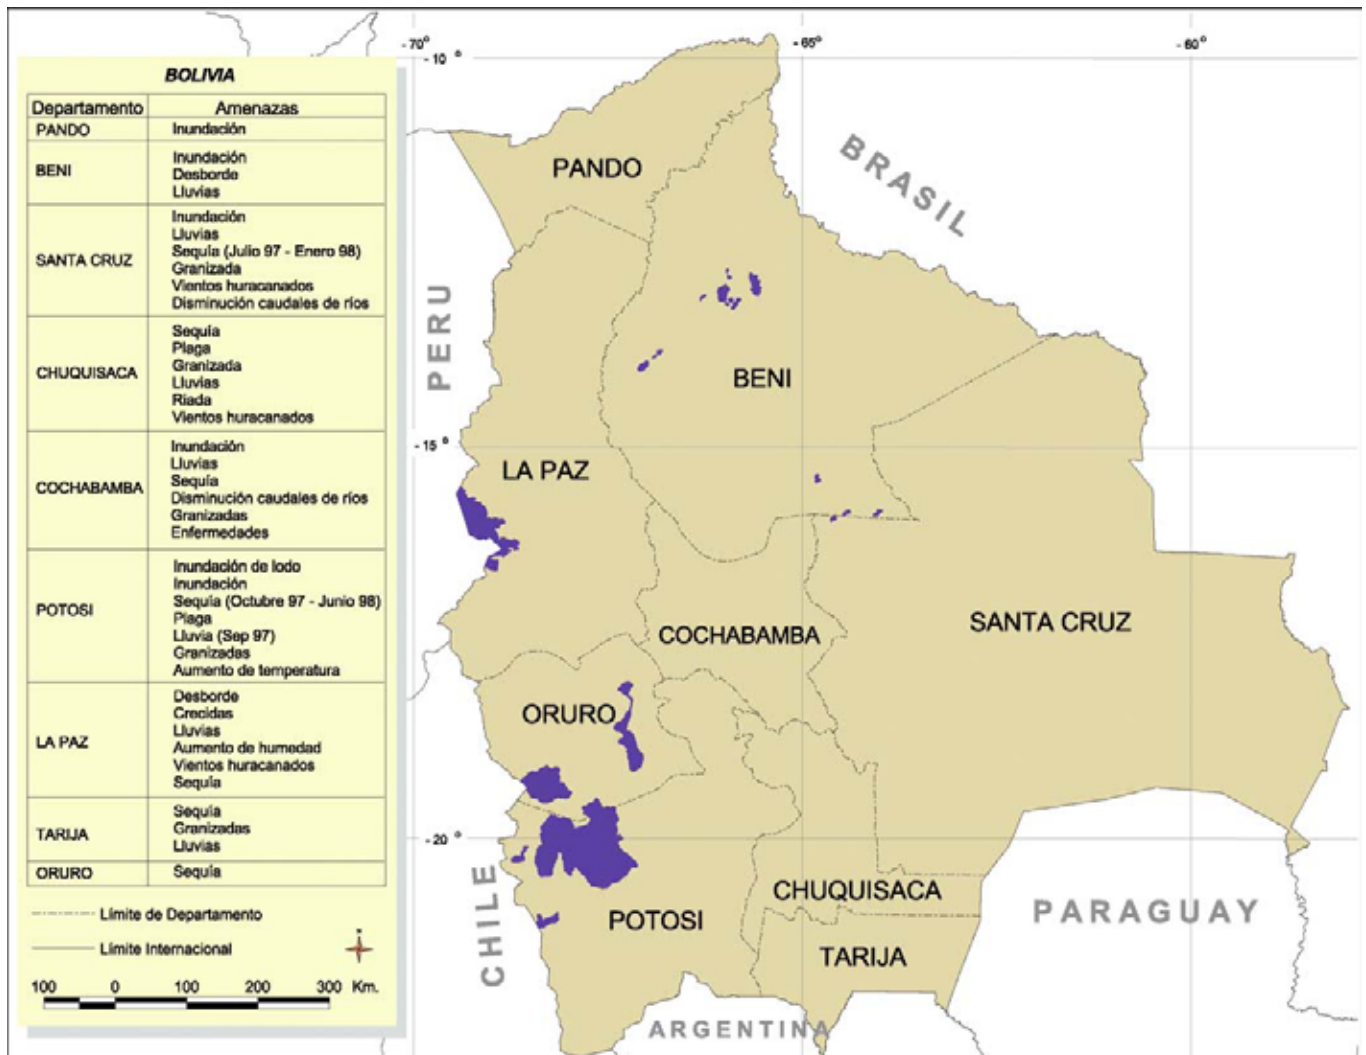 BOLIVIA
Departamento Amenazas
PANDO Inundación
BENI Inundación
Desborde
Lluvias
SANTA CRUZ Inundación
Lluvias
Sequía (Julio 97 - Enero 98)
Granizada
Vientos huracanados
Disminución caudales de ríos
CHUQUISACA Sequía
Plaga
Granizada
Lluvias
Riada
Vientos huracanados
COCHABAMBA Inundación
Lluvias
Sequía
Disminución caudales de ríos
Granizadas
Enfermedades
POTOSI Inundación de lodo
Inundación
Sequía (Octubre 97 - Junio 98)
Plaga
Lluvia (Sep 97)
Granizadas
Aumento de temperatura
LA PAZ Desborde
Crecidas
Lluvias
Aumento de humedad
Vientos huracanados
Sequía
TARIJA Sequía
Granizadas
Lluvias
ORURO Sequía
Límite de Departamento
Límite Internacional
100 0 100 200 300 Km.
-70° -65 -60°
-10°
-15°
-20°
PANDO
BRASIL
PERU
BENI
LA PAZ
SANTA CRUZ
COCHABAMBA
ORURO
CHILE
CHUQUISACA
POTOSI
PARAGUAY
TARIJA
ARGENTINA